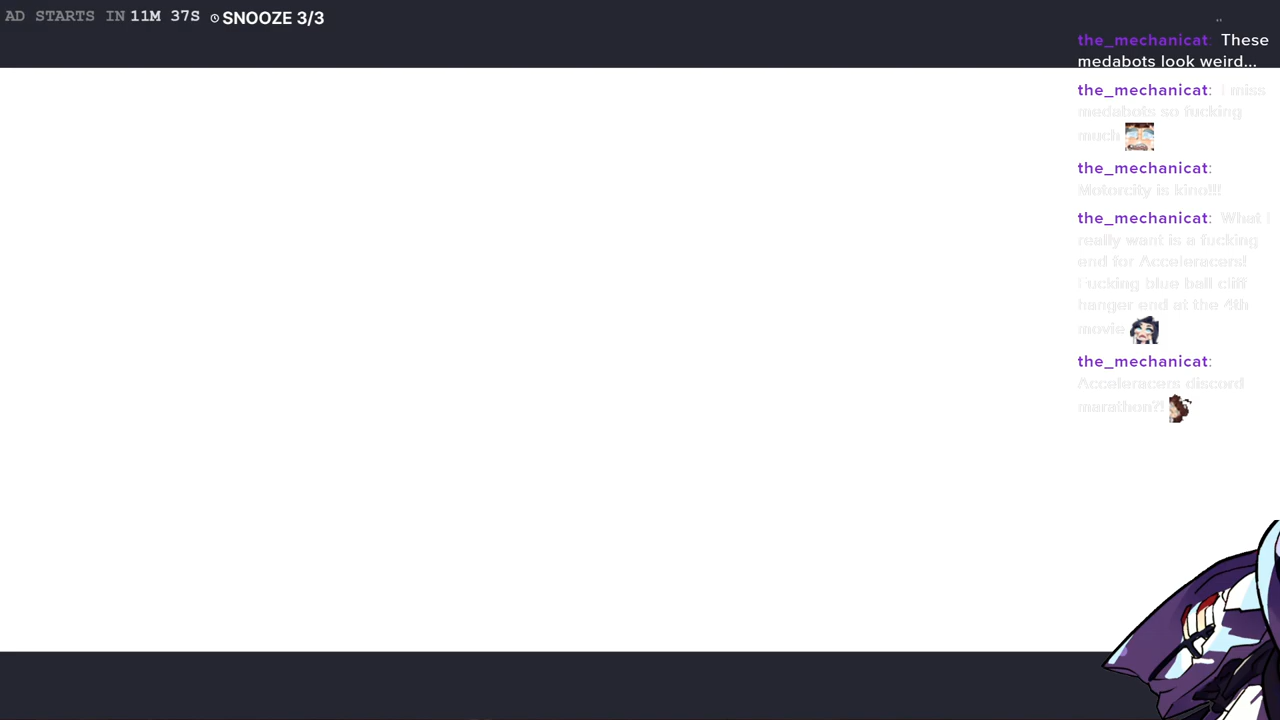 AD STARTS IN 11M 37S SNOOZE 3/3
the_mechanicat: These
medabots look weird...
the_mechanicat: I miss
medabots so fucking
much
the_mechanicat:
Motorcity is kino!!!
the_mechanicat: What I
really want is a fucking
end for Acceleracers!
Fucking blue ball cliff
hanger end at the 4th
movie
the_mechanicat:
Acceleracers discord
marathon?!